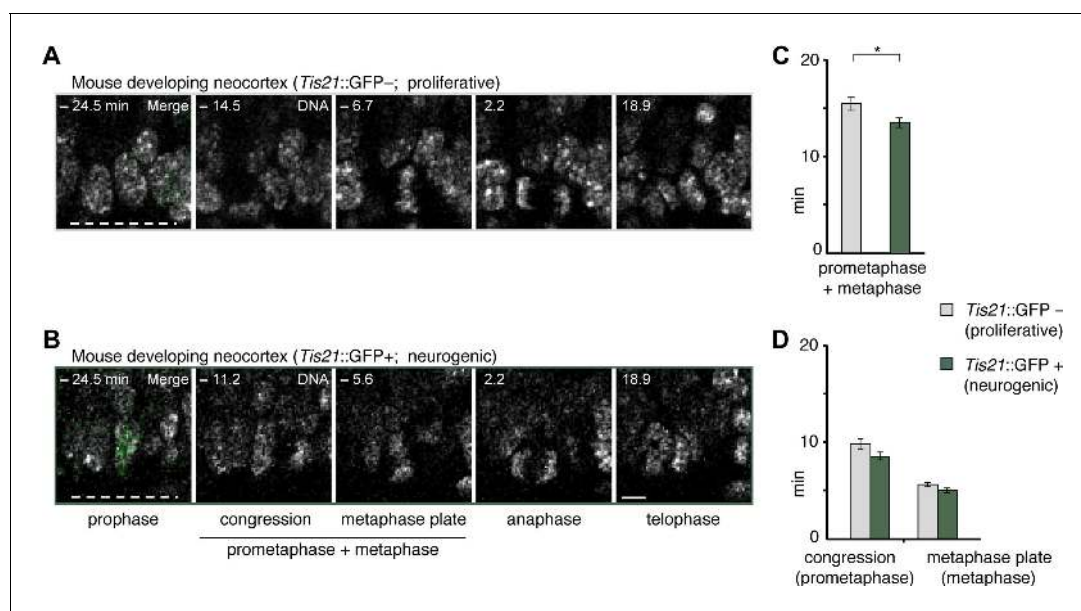 A
Mouse developing neocortex (Tis21::GFP–; proliferative)
– 24.5 min Merge – 14.5 DNA – 6.7 2.2 18.9
B
Mouse developing neocortex (Tis21::GFP+; neurogenic)
– 24.5 min Merge – 11.2 DNA – 5.6 2.2 18.9
prophase congression metaphase plate anaphase telophase
prometaphase + metaphase
C
*
20
10
0
min
prometaphase
+ metaphase
Tis21::GFP –
(proliferative)
Tis21::GFP +
(neurogenic)
D
20
10
0
min
congression metaphase plate
(prometaphase) (metaphase)